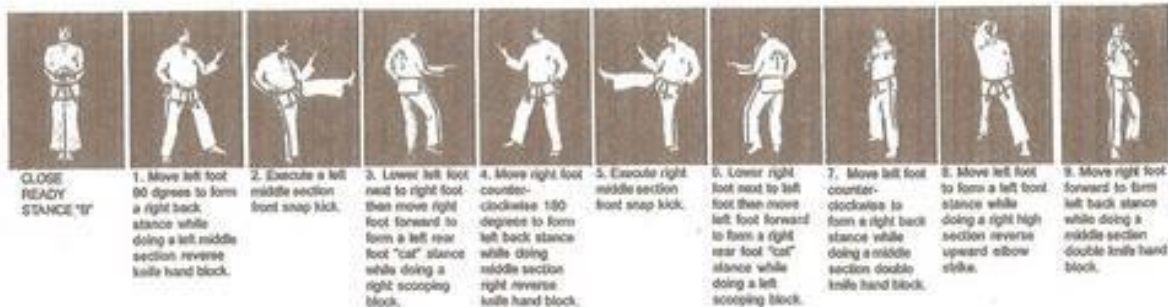 CLOSE
READY
STANCE "B"
1. Move left foot
90 dgrees to form
a right back
stance while
doing a left middle
section reverse
knife hand block.
2. Execute a left
middle section
front snap kick.
3. Lower left foot
next to right foot
then move right
foot forward to
form a left rear
foot "cat" stance
while doing a
right scooping
block.
4. Move right foot
counter-
clockwise 180
degrees to form
left back stance
while doing
middle section
right reverse
knife hand block.
5. Execute right
middle section
front snap kick.
6. Lower right
foot next to left
foot then move
left foot forward
to form a right
rear foot "cat"
stance while
doing a left
scooping block.
7. Move left foot
counter-
clockwise to
form a right back
stance while
doing a middle
section double
knife hand block.
8. Move left foot
to form a left front
stance while
doing a right high
section reverse
upward elbow
strike.
9. Move right foot
forward to form
left back stance
while doing a
middle section
double knife hand
block.